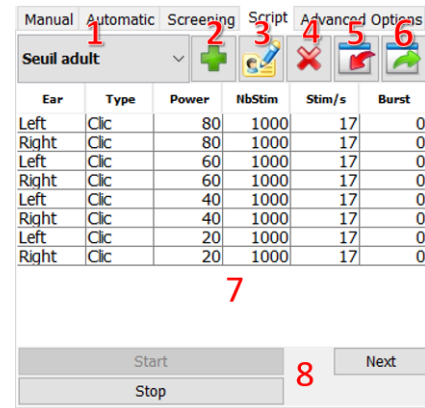 Manual Automatic Screening Script Advanced Options
1 2 3 4 5 6
Seuil adult
Ear Type Power NbStim Stim/s Burst
Left Clic 80 1000 17 0
Right Clic 80 1000 17 0
Left Clic 60 1000 17 0
Right Clic 60 1000 17 0
Left Clic 40 1000 17 0
Right Clic 40 1000 17 0
Left Clic 20 1000 17 0
Right Clic 20 1000 17 0
7
Start Next
8
Stop